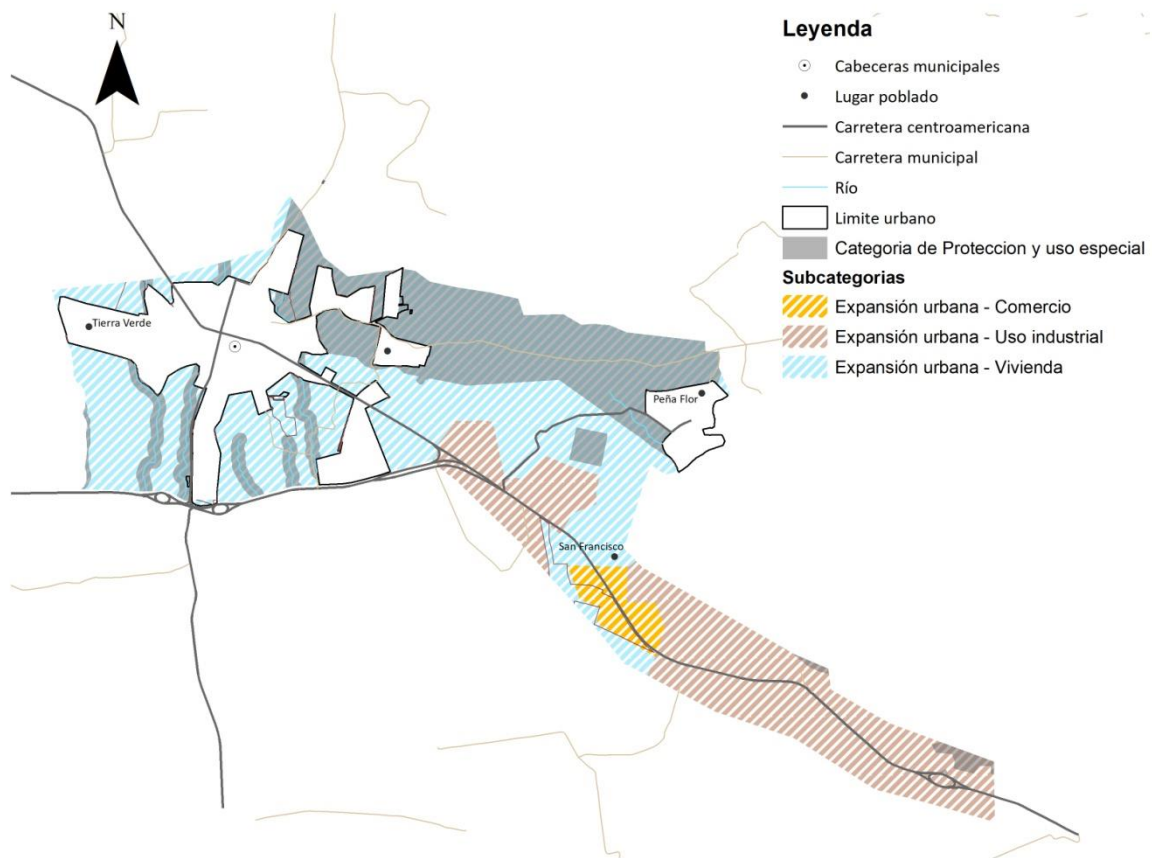 N
Leyenda
Cabeceras municipales
Lugar poblado
Carretera centroamericana
Carretera municipal
Río
Limite urbano
Categoria de Proteccion y uso especial
Subcategorias
Expansión urbana - Comercio
Expansión urbana - Uso industrial
Expansión urbana - Vivienda
Tierra Verde
Peña Flor
San Francisco